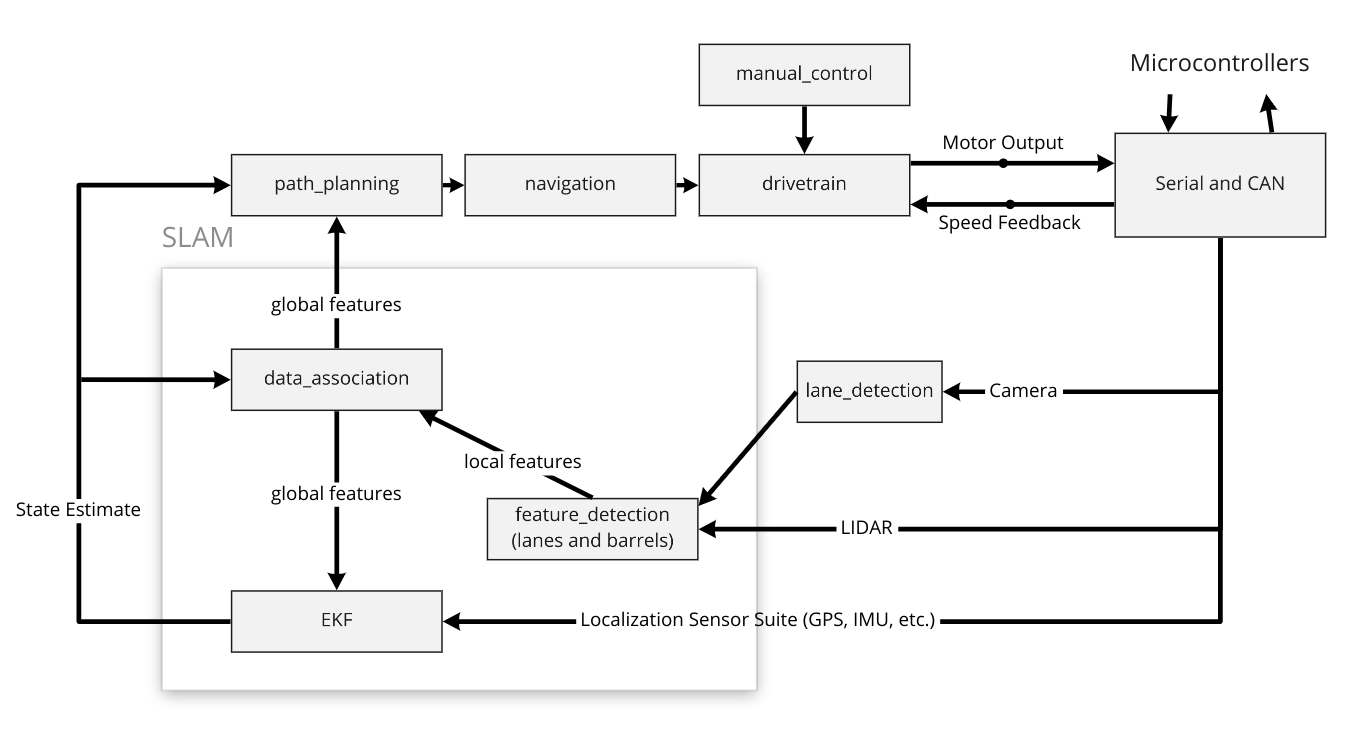 Microcontrollers
manual_control
Motor Output
path_planning
navigation
drivetrain
Serial and CAN
Speed Feedback
SLAM
global features
data_association
lane_detection
Camera
local features
global features
State Estimate
feature_detection
(lanes and barrels)
LIDAR
EKF
Localization Sensor Suite (GPS, IMU, etc.)